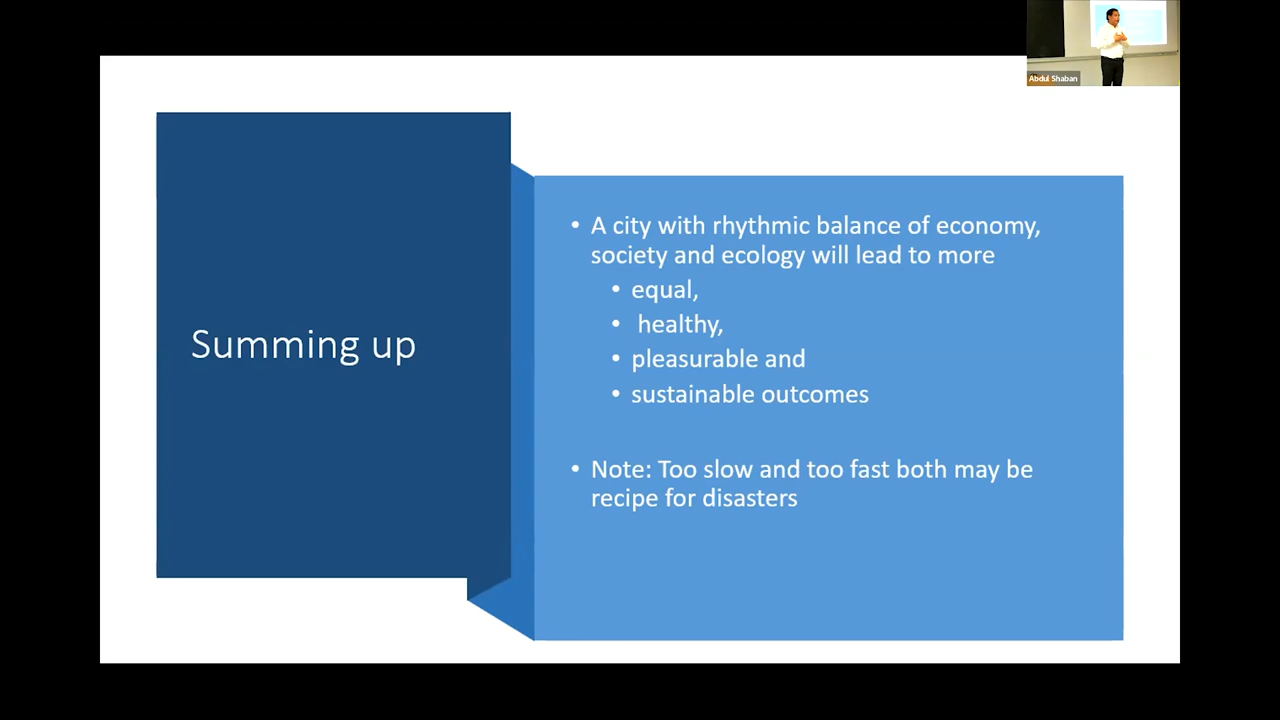 Abdul Shaban
Summing up
• A city with rhythmic balance of economy,
society and ecology will lead to more
• equal,
• healthy,
• pleasurable and
• sustainable outcomes
• Note: Too slow and too fast both may be
recipe for disasters